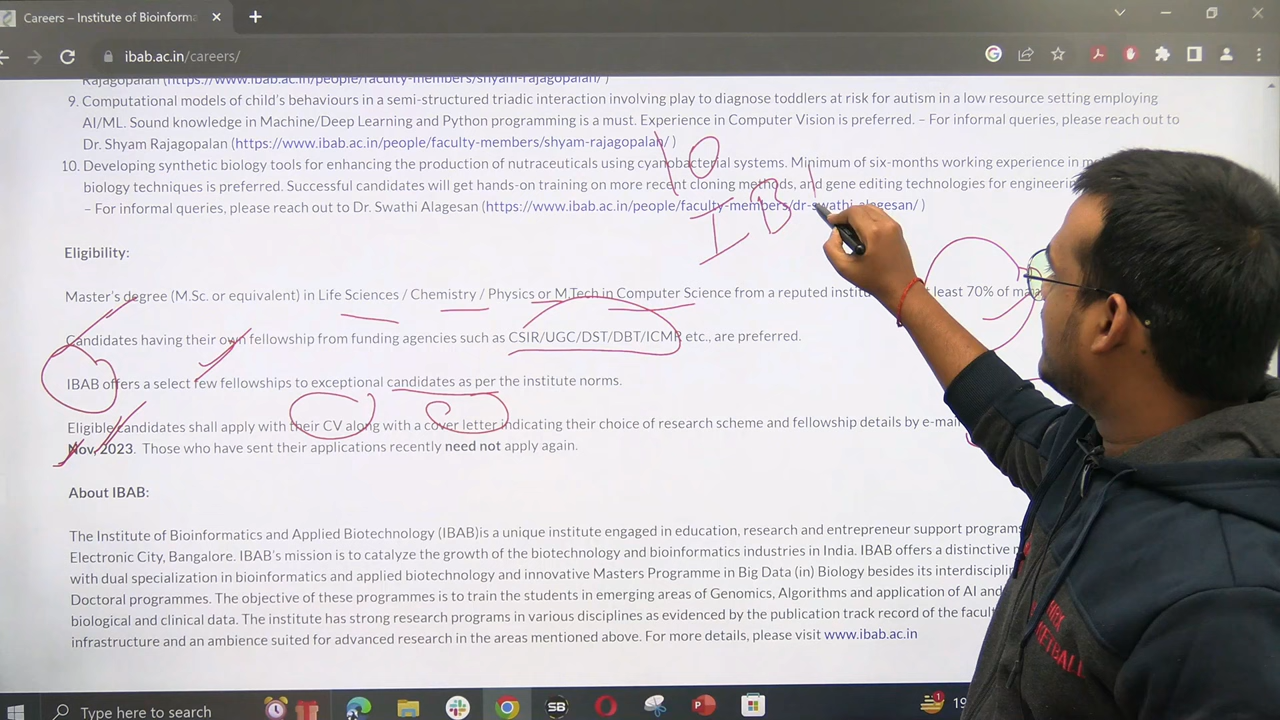 Careers – Institute of Bioinforma
ibab.ac.in/careers/
Rajagopalan (https://www.ibab.ac.in/people/faculty-members/shyam-rajagopalan/ )
9. Computational models of child's behaviours in a semi-structured triadic interaction involving play to diagnose toddlers at risk for autism in a low resource setting employing
AI/ML. Sound knowledge in Machine/Deep Learning and Python programming is a must. Experience in Computer Vision is preferred. – For informal queries, please reach out to
Dr. Shyam Rajagopalan (https://www.ibab.ac.in/people/faculty-members/shyam-rajagopalan/ )
10. Developing synthetic biology tools for enhancing the production of nutraceuticals using cyanobacterial systems. Minimum of six-months working experience in
biology techniques is preferred. Successful candidates will get hands-on training on more recent cloning methods, and gene editing technologies for engineering
– For informal queries, please reach out to Dr. Swathi Alagesan (https://www.ibab.ac.in/people/faculty-members/dr-swathi-alagesan/ )
10
IB
Eligibility:
Master's degree (M.Sc. or equivalent) in Life Sciences / Chemistry / Physics or M.Tech in Computer Science from a reputed least 70% of
Candidates having their own fellowship from funding agencies such as CSIR/UGC/DST/DBT/ICMR etc., are preferred.
IBAB offers a select few fellowships to exceptional candidates as per the institute norms.
Eligible candidates shall apply with their CV along with a cover letter indicating their choice of research scheme and fellowship details by e-mail
Nov, 2023. Those who have sent their applications recently need not apply again.
About IBAB:
The Institute of Bioinformatics and Applied Biotechnology (IBAB)is a unique institute engaged in education, research and entrepreneur support programs
Electronic City, Bangalore. IBAB's mission is to catalyze the growth of the biotechnology and bioinformatics industries in India. IBAB offers a distinctive
with dual specialization in bioinformatics and applied biotechnology and innovative Masters Programme in Big Data (in) Biology besides its
Doctoral programmes. The objective of these programmes is to train the students in emerging areas of Genomics, Algorithms and application of AI and
biological and clinical data. The institute has strong research programs in various disciplines as evidenced by the publication track record of the
infrastructure and an ambience suited for advanced research in the areas mentioned above. For more details, please visit www.ibab.ac.in
Type here to search
SB
19